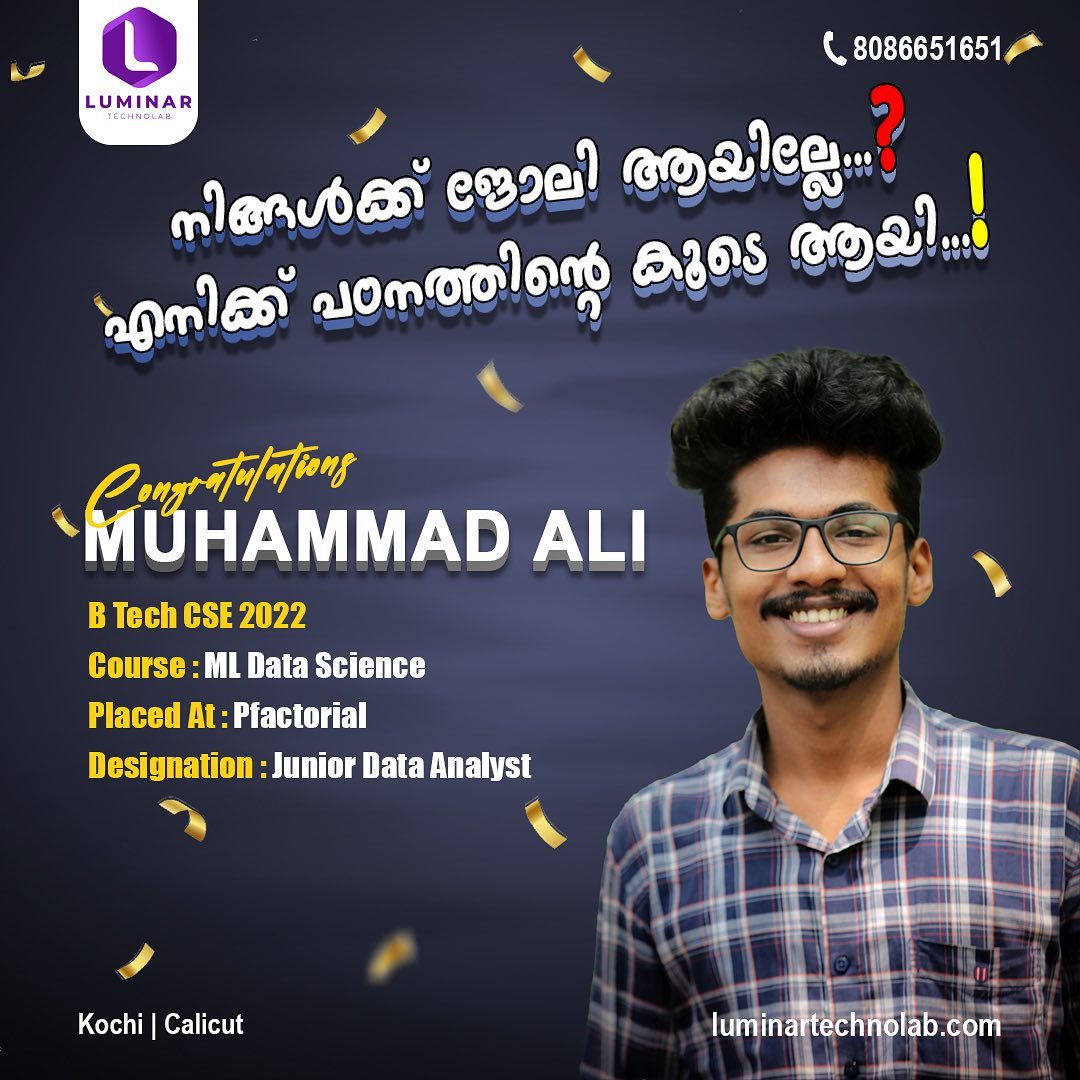 LUMINAR
TECHNOLAB
8086651651
നിങ്ങൾക്ക് ജോലി ആയില്ലേ...?
എനിക്ക് പഠനത്തിന്റെ കൂടെ ആയി...!
Congratulations
MUHAMMAD ALI
B Tech CSE 2022
Course : ML Data Science
Placed At : Pfactorial
Designation : Junior Data Analyst
Kochi | Calicut
luminartechnolab.com